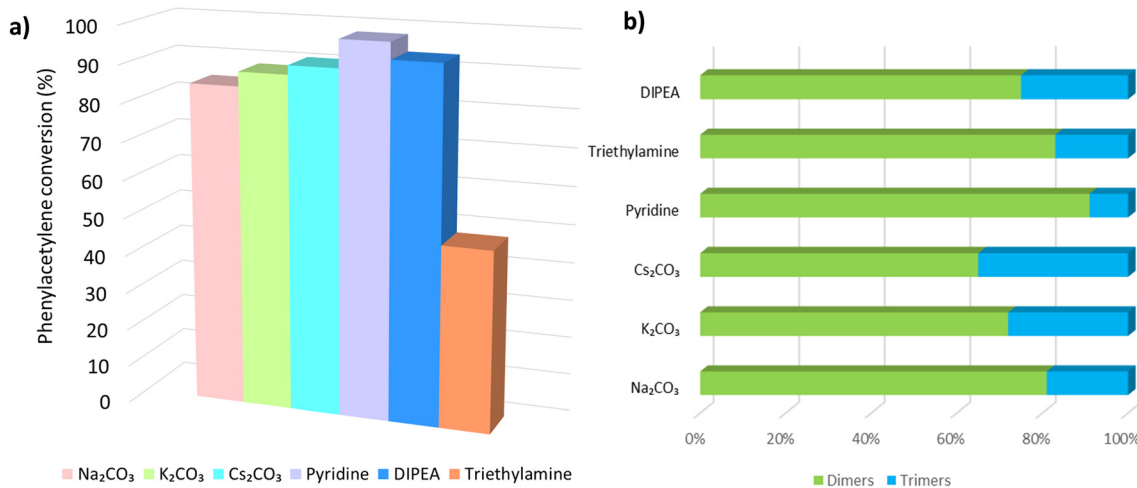 a)
Phenylacetylene conversion (%)
100
90
80
70
60
50
40
30
20
10
0
Na₂CO₃ K₂CO₃ Cs₂CO₃ Pyridine DIPEA Triethylamine
b)
DIPEA
Triethylamine
Pyridine
Cs₂CO₃
K₂CO₃
Na₂CO₃
0% 20% 40% 60% 80% 100%
Dimers Trimers